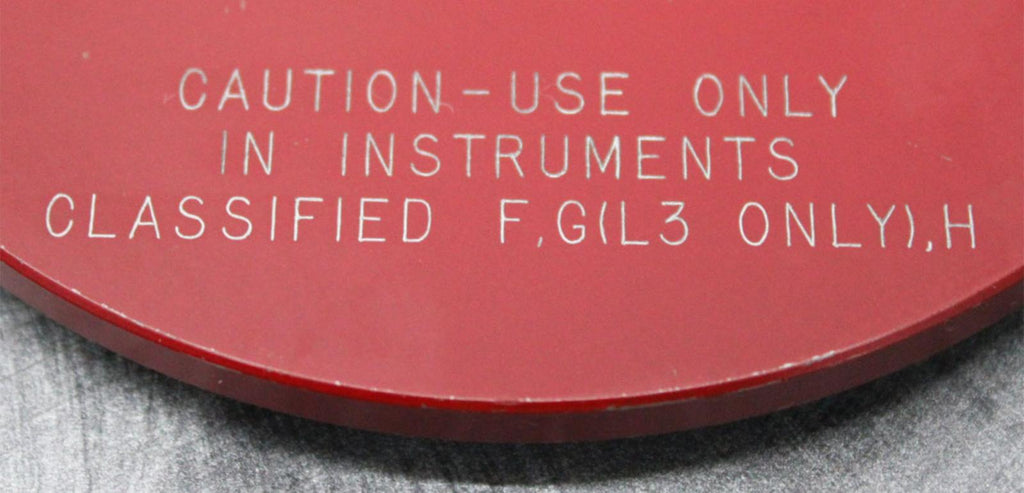 CAUTION-USE ONLY
IN INSTRUMENTS
CLASSIFIED F,G(L3 ONLY),H